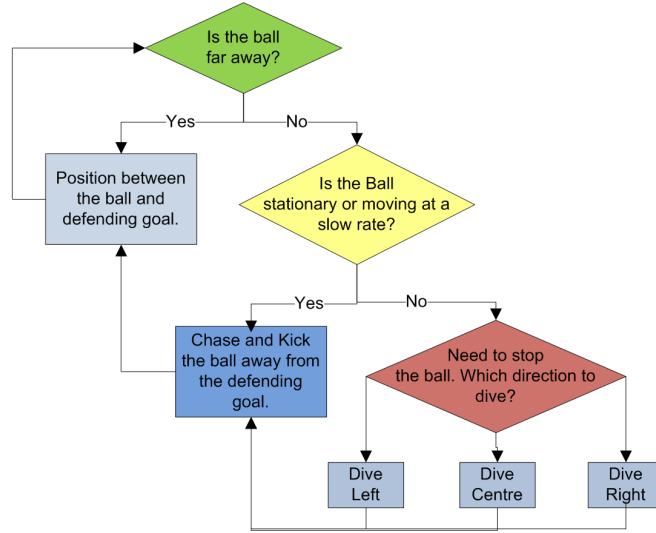 Is the ball
far away?
Yes
No
Position between
the ball and
defending goal.
Is the Ball
stationary or moving at a
slow rate?
Yes
No
Chase and Kick
the ball away from
the defending
goal.
Need to stop
the ball. Which direction to
dive?
Dive
Left
Dive
Centre
Dive
Right